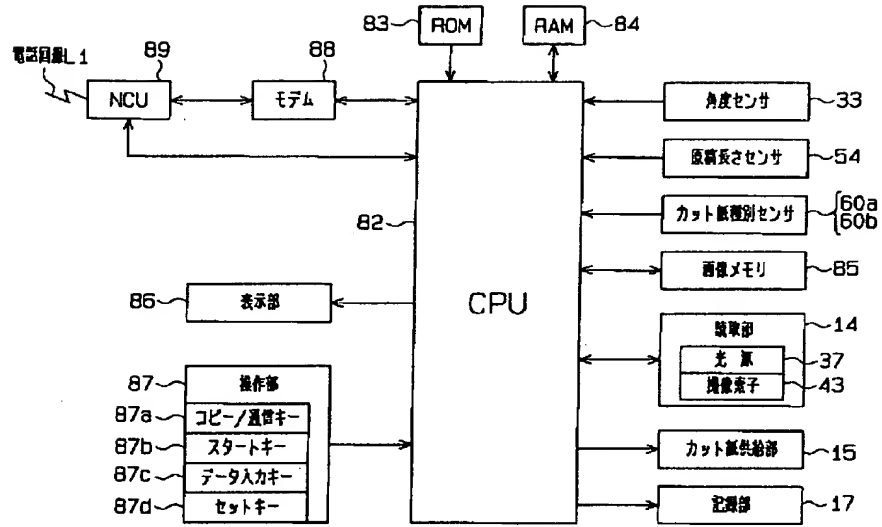 83
ROM
RAM
84
電話回線L1
89
NCU
88
モデム
82
CPU
角度センサ
33
原稿長さセンサ
54
カット紙種別センサ
60a
60b
画像メモリ
85
86
表示部
読取部
14
光 源
37
撮像素子
43
87
操作部
87a
コピー/通信キー
87b
スタートキー
87c
データ入力キー
87d
セットキー
カット紙供給部
15
記録部
17